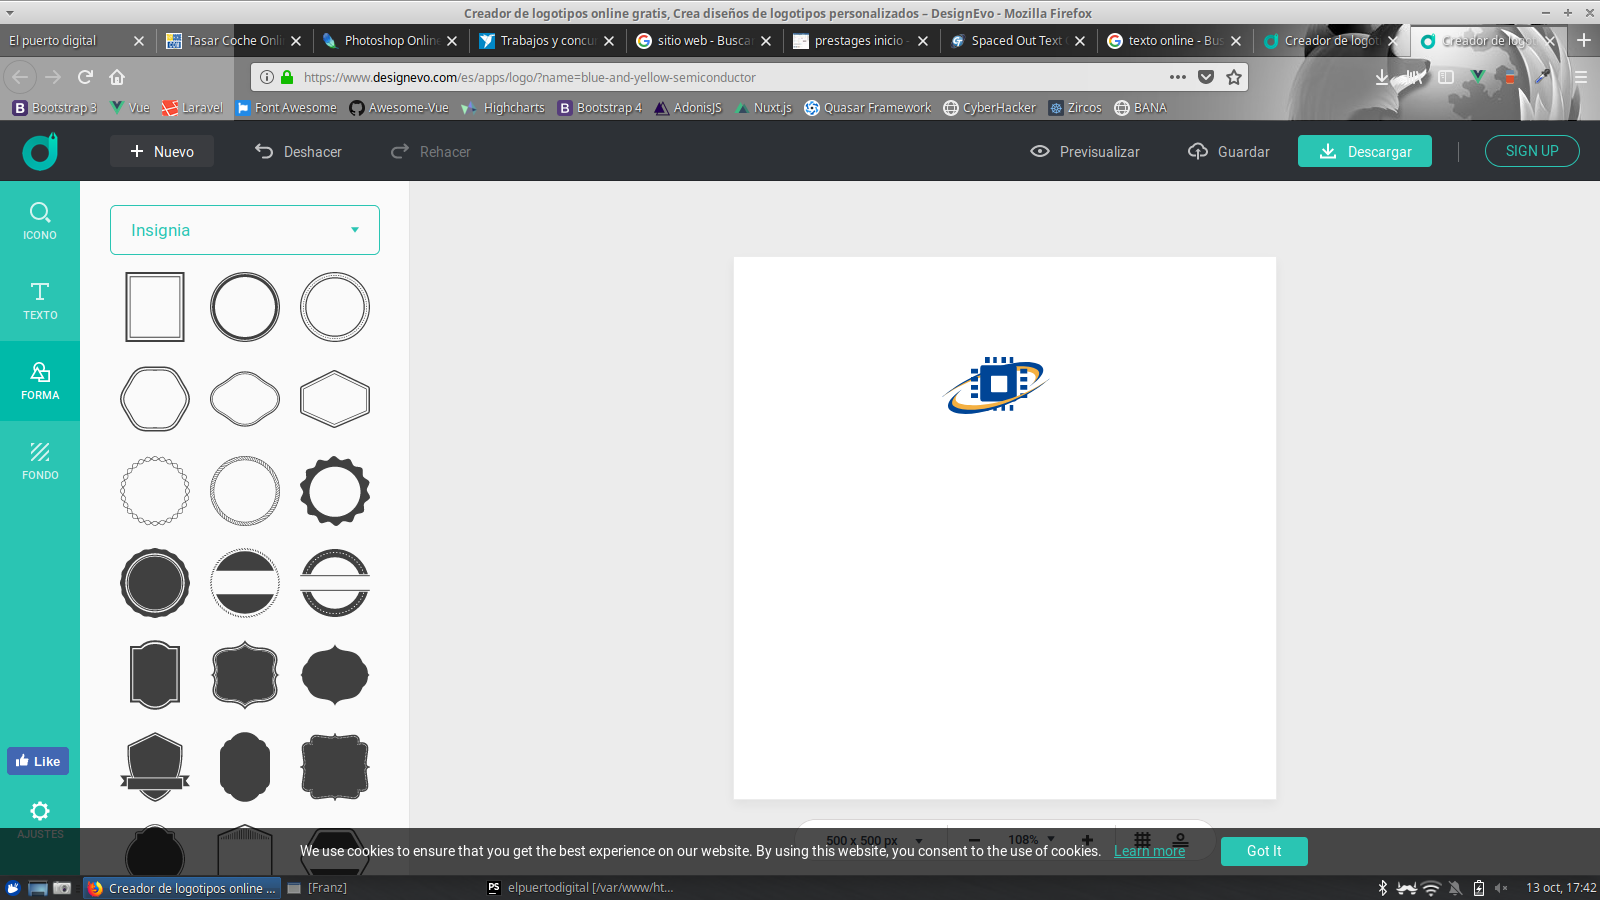 Creador de logotipos online gratis, Crea diseños de logotipos personalizados – DesignEvo - Mozilla Firefox
El puerto digital
Tasar Coche Onli
Photoshop Online
Trabajos y concur
sitio web - Busca
prestages inicio -
Spaced Out Text
texto online - Bus
Creador de logot
Creador de logot
https://www.designevo.com/es/apps/logo/?name=blue-and-yellow-semiconductor
Bootstrap 3
Vue
Laravel
Font Awesome
Awesome-Vue
Highcharts
Bootstrap 4
AdonisJS
Nuxt.js
Quasar Framework
CyberHacker
Zircos
BANA
Nuevo
Deshacer
Rehacer
Previsualizar
Guardar
Descargar
SIGN UP
ICONO
TEXTO
FORMA
FONDO
Like
AJUSTES
Insignia
500 x 500 px
108%
We use cookies to ensure that you get the best experience on our website. By using this website, you consent to the use of cookies. Learn more
Got It
Creador de logotipos online ...
[Franz]
PS
elpuertodigital [/var/www/ht...
13 oct, 17:42